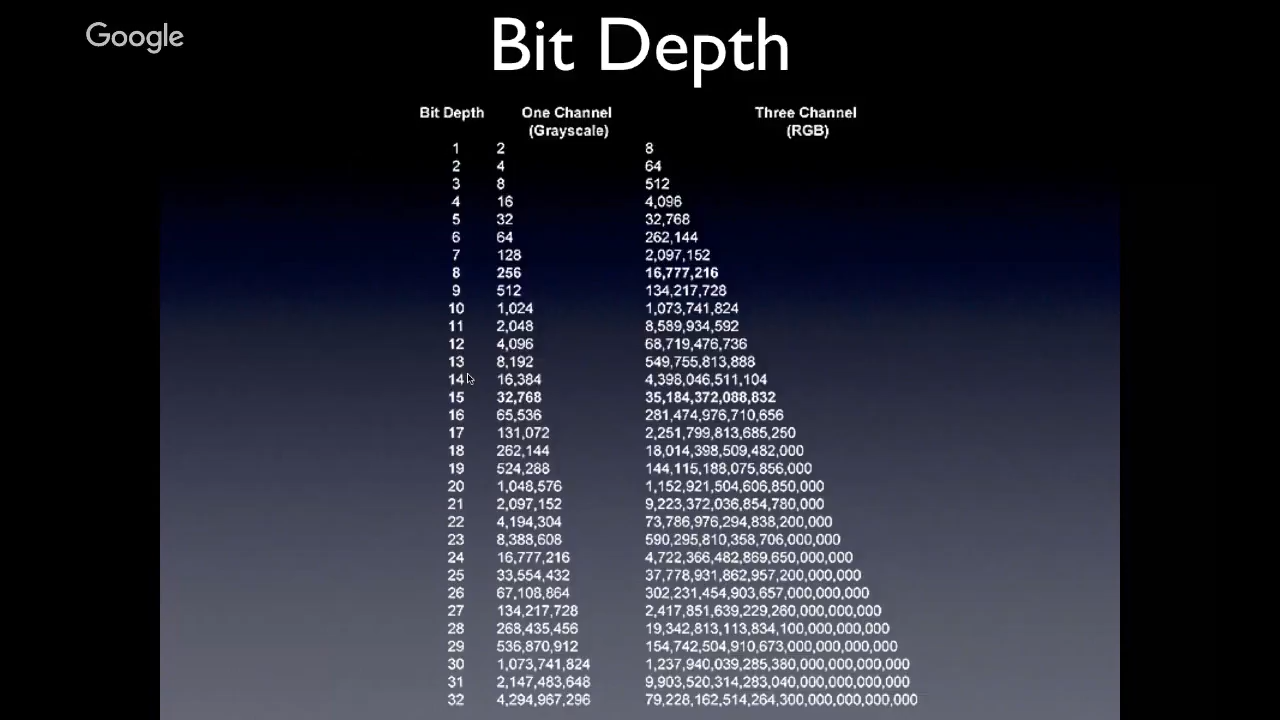 Google
Bit Depth
Bit Depth One Channel (Grayscale) Three Channel (RGB)
1 2 8
2 4 64
3 8 512
4 16 4,096
5 32 32,768
6 64 262,144
7 128 2,097,152
8 256 16,777,216
9 512 134,217,728
10 1,024 1,073,741,824
11 2,048 8,589,934,592
12 4,096 68,719,476,736
13 8,192 549,755,813,888
14 16,384 4,398,046,511,104
15 32,768 35,184,372,088,832
16 65,536 281,474,976,710,656
17 131,072 2,251,799,813,685,250
18 262,144 18,014,398,509,482,000
19 524,288 144,115,188,075,856,000
20 1,048,576 1,152,921,504,606,850,000
21 2,097,152 9,223,372,036,854,780,000
22 4,194,304 73,786,976,294,838,200,000
23 8,388,608 590,295,810,358,706,000,000
24 16,777,216 4,722,366,482,869,650,000,000
25 33,554,432 37,778,931,862,957,200,000,000
26 67,108,864 302,231,454,903,657,000,000,000
27 134,217,728 2,417,851,639,229,260,000,000,000
28 268,435,456 19,342,813,113,834,100,000,000,000
29 536,870,912 154,742,504,910,673,000,000,000,000
30 1,073,741,824 1,237,940,039,285,380,000,000,000,000
31 2,147,483,648 9,903,520,314,283,040,000,000,000,000
32 4,294,967,296 79,228,162,514,264,300,000,000,000,000